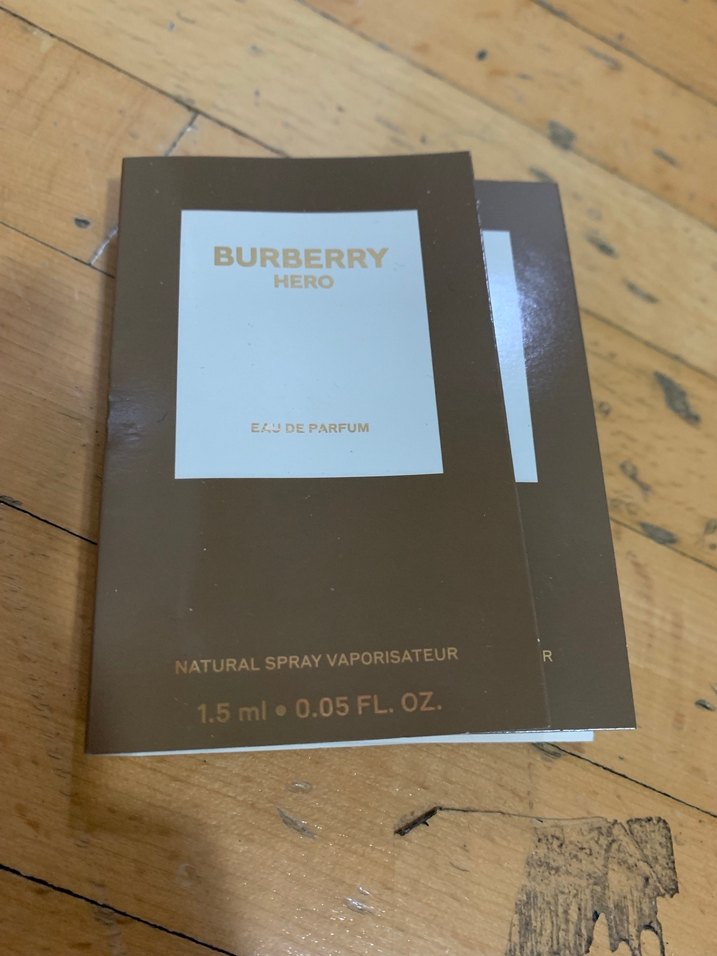 BURBERRY
HERO
EAU DE PARFUM
NATURAL SPRAY VAPORISATEUR
1.5 ml • 0.05 FL. OZ.
R